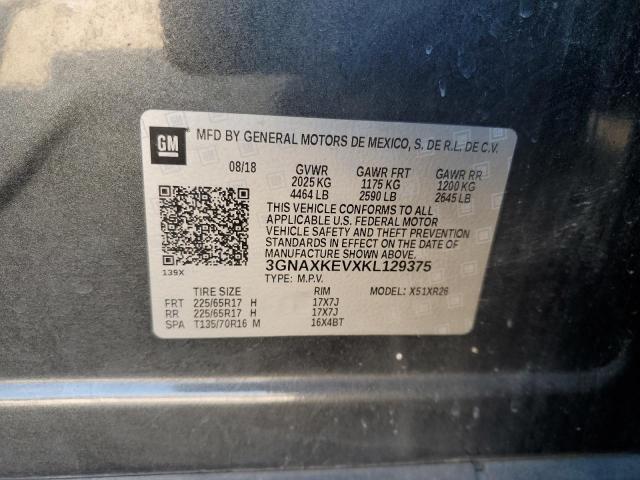 GM
MFD BY GENERAL MOTORS DE MEXICO, S. DE R.L. DE C.V.
08/18 GVWR GAWR FRT GAWR RR
2025 KG 1175 KG 1200 KG
4464 LB 2590 LB 2645 LB
THIS VEHICLE CONFORMS TO ALL
APPLICABLE U.S. FEDERAL MOTOR
VEHICLE SAFETY AND THEFT PREVENTION
STANDARDS IN EFFECT ON THE DATE OF
MANUFACTURE SHOWN ABOVE.
139X 3GNAXKEVXKL129375
TYPE: M.P.V. MODEL: X51XR26
TIRE SIZE RIM
FRT 225/65R17 H 17X7J
RR 225/65R17 H 17X7J
SPA T135/70R16 M 16X4BT